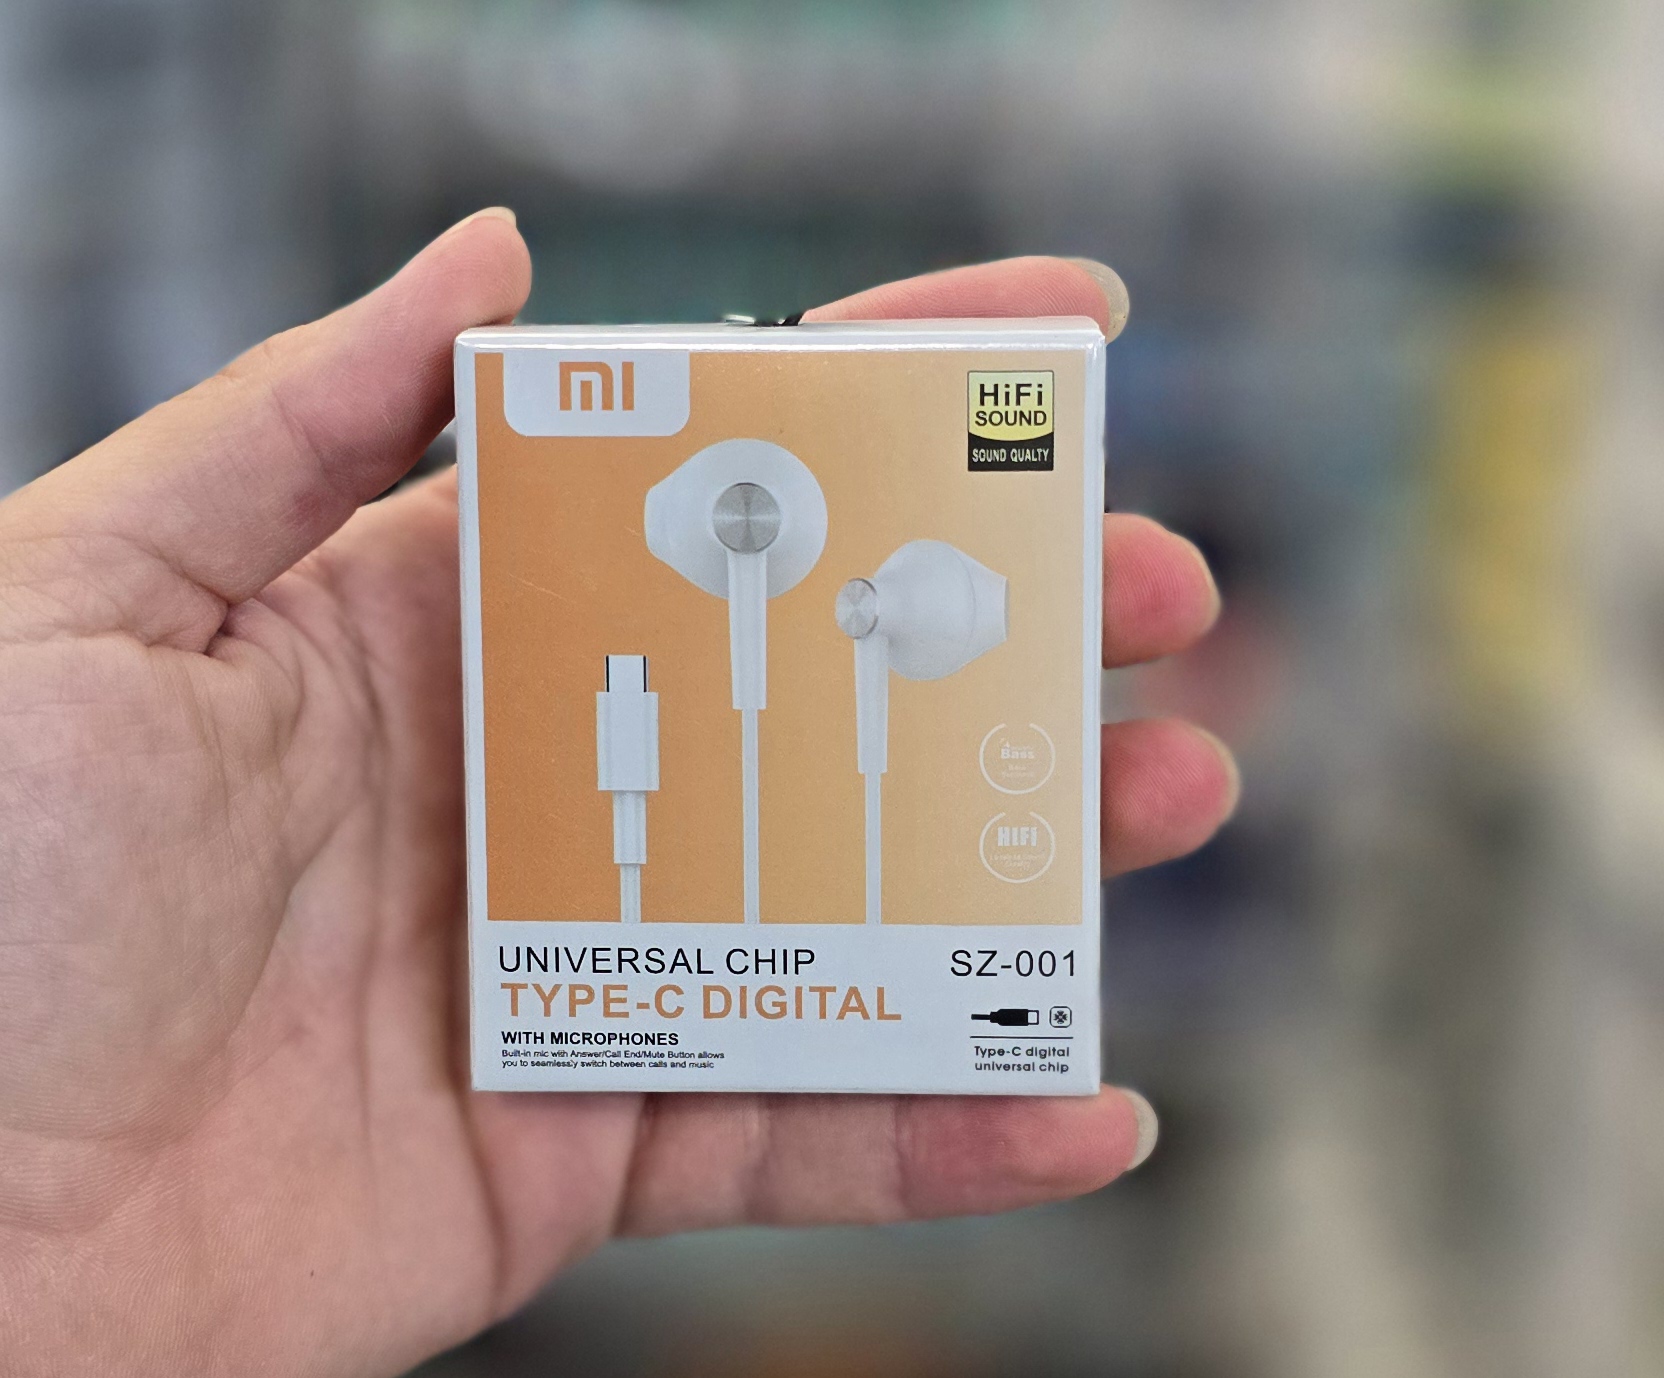 mi
HiFi
SOUND
SOUND QUALTY
Bass
HIFI
UNIVERSAL CHIP
TYPE-C DIGITAL
WITH MICROPHONES
Built-in mic with Answer/Call End/Mute Button allows
you to seamlessly switch between calls and music
SZ-001
Type-C digital
universal chip